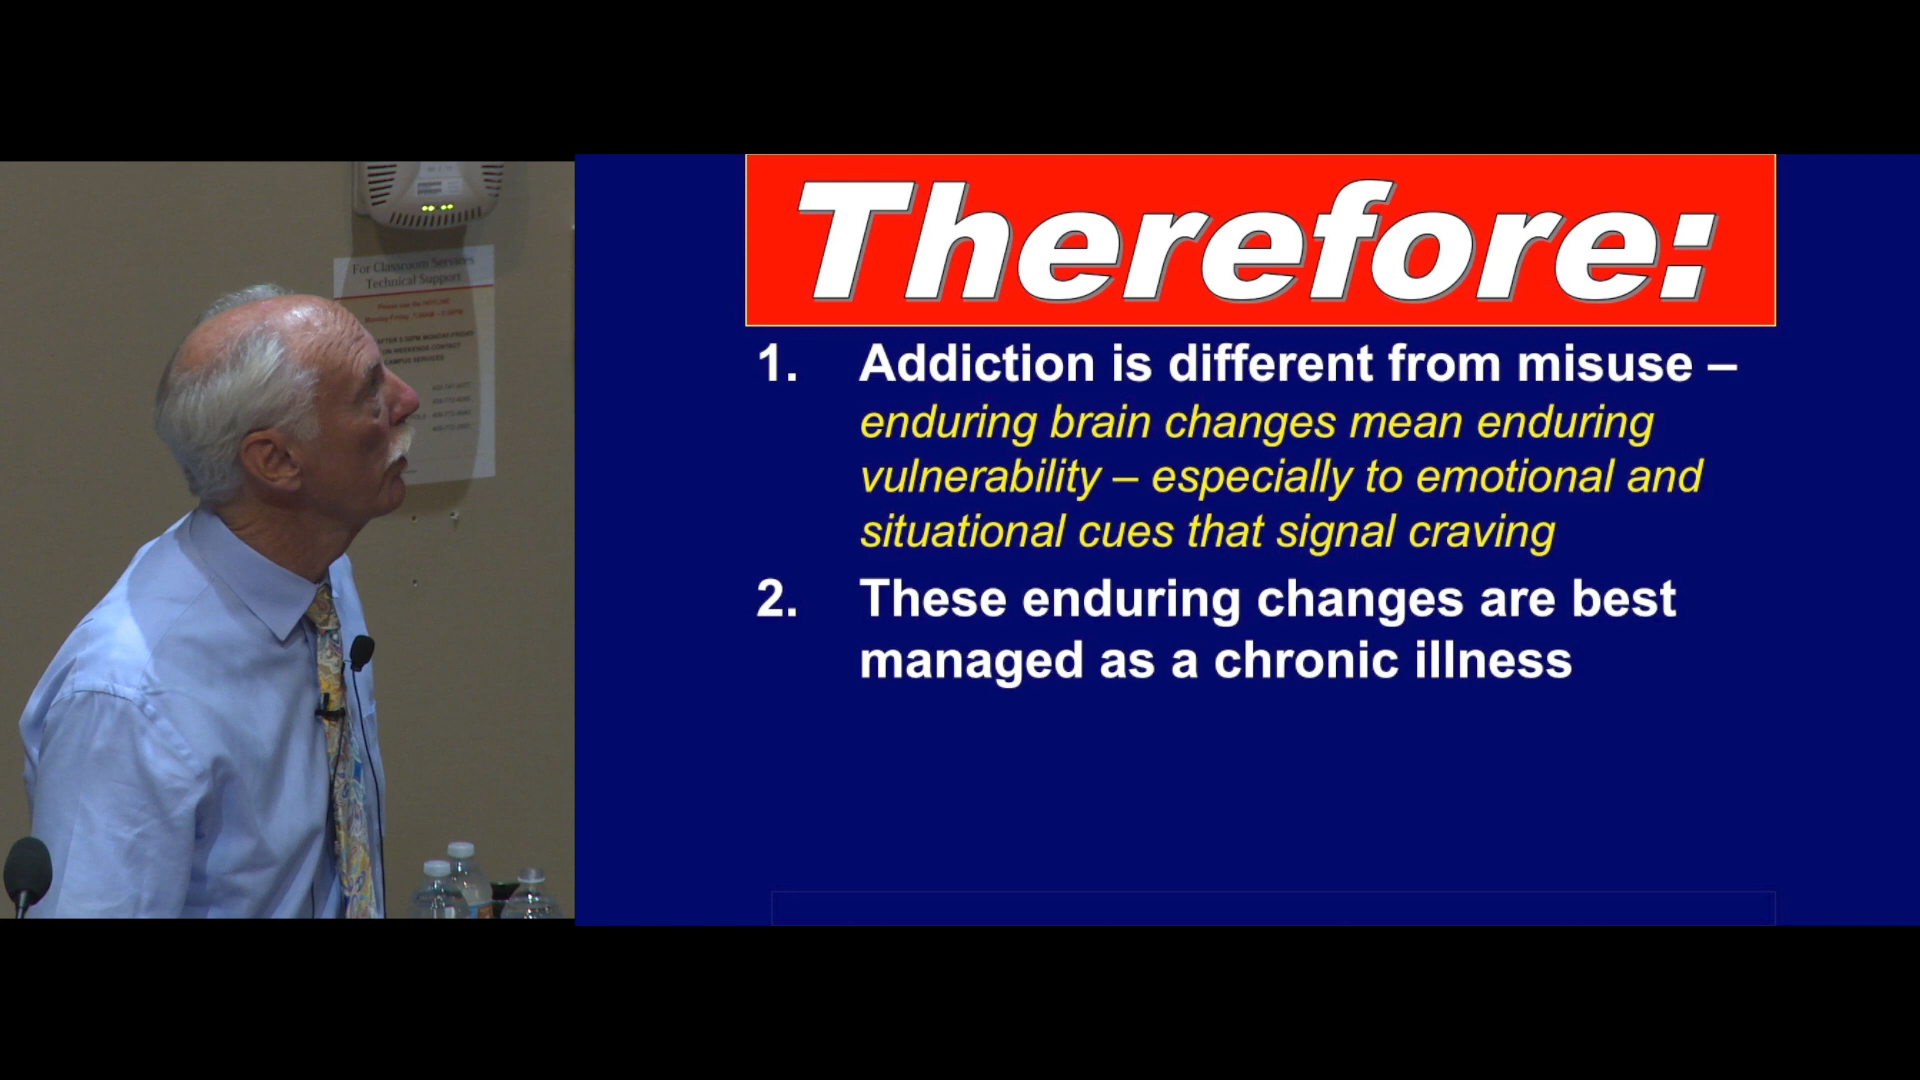 For Classroom Services
Technical Support
Therefore:
1. Addiction is different from misuse –
enduring brain changes mean enduring
vulnerability – especially to emotional and
situational cues that signal craving
2. These enduring changes are best
managed as a chronic illness